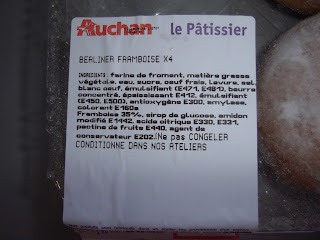 Auchan le Pâtissier
BERLINER FRAMBOISE X4
INGREDIENTS: farine de froment, matière grasse
végétale, eau, sucre, oeuf frais, Levure, sel,
blanc oeuf, émulsifiant (E471, E481), beurre
concentré, épaississant E412, émulsifiant
(E450, E500), antioxygène E300, amylase,
colorant E160a
Framboise 35%, sirop de glucose, amidon
modifié E1442, acide citrique E330, E331,
pectine de fruits E440, agent de
conservateur E202.(Ne pas CONGELER
CONDITIONNE DANS NOS ATELIERS